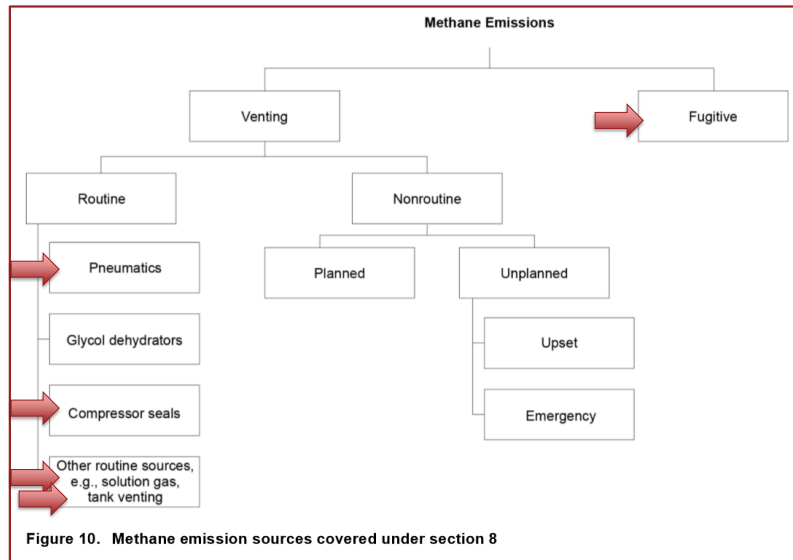 Methane Emissions
Venting
Fugitive
Routine
Nonroutine
Pneumatics
Planned
Unplanned
Glycol dehydrators
Upset
Compressor seals
Emergency
Other routine sources,
e.g., solution gas,
tank venting
Figure 10. Methane emission sources covered under section 8